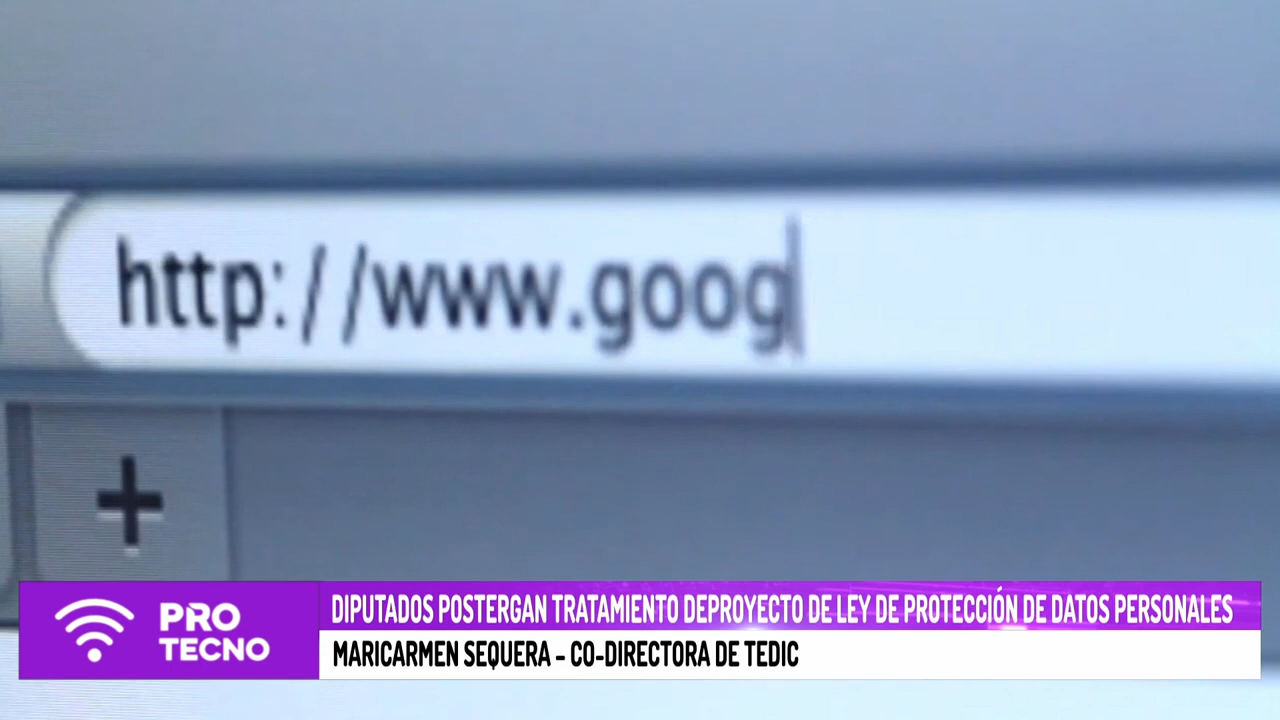 http://www.goog
+
PRO
TECNO
DIPUTADOS POSTERGAN TRATAMIENTO DEPROYECTO DE LEY DE PROTECCIÓN DE DATOS PERSONALES
MARICARMEN SEQUERA - CO-DIRECTORA DE TEDIC